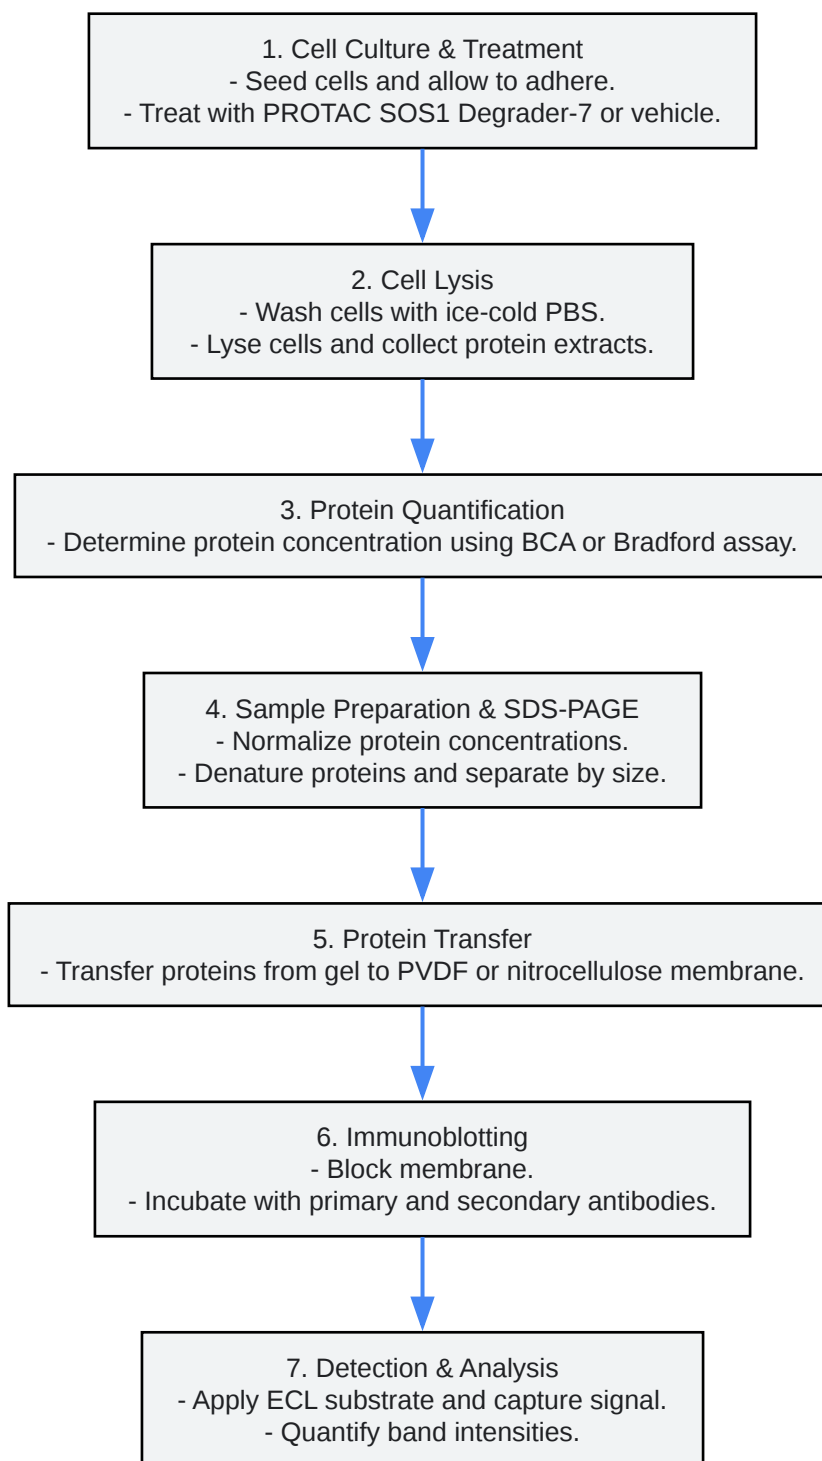 1. Cell Culture & Treatment
- Seed cells and allow to adhere.
- Treat with PROTAC SOS1 Degrader-7 or vehicle.
2. Cell Lysis
- Wash cells with ice-cold PBS.
- Lyse cells and collect protein extracts.
3. Protein Quantification
- Determine protein concentration using BCA or Bradford assay.
4. Sample Preparation & SDS-PAGE
- Normalize protein concentrations.
- Denature proteins and separate by size.
5. Protein Transfer
- Transfer proteins from gel to PVDF or nitrocellulose membrane.
6. Immunoblotting
- Block membrane.
- Incubate with primary and secondary antibodies.
7. Detection & Analysis
- Apply ECL substrate and capture signal.
- Quantify band intensities.